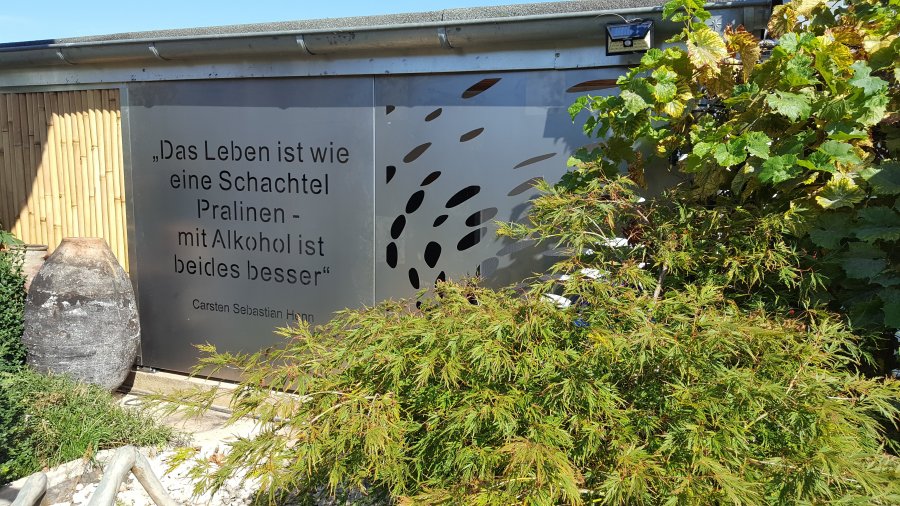 „Das Leben ist wie
eine Schachtel
Pralinen -
mit Alkohol ist
beides besser“
Carsten Sebastian Henn